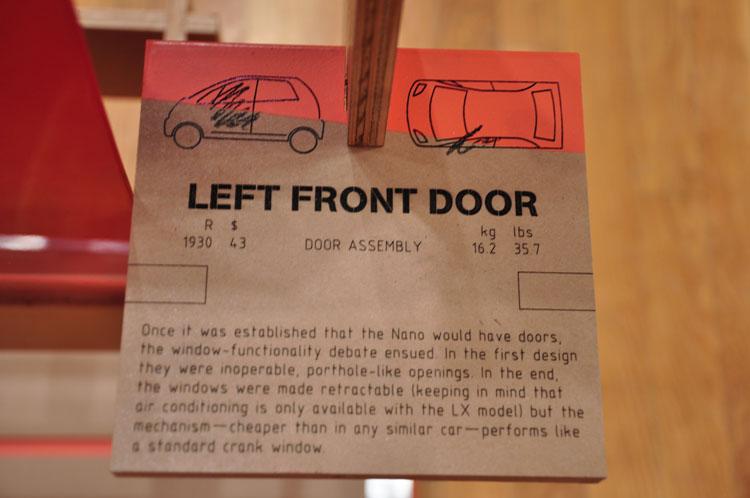 LEFT FRONT DOOR
R $ kg lbs
1930 43 DOOR ASSEMBLY 16.2 35.7
Once it was established that the Nano would have doors,
the window-functionality debate ensued. In the first design
they were inoperable, porthole-like openings. In the end,
the windows were made retractable (keeping in mind that
air conditioning is only available with the LX model) but the
mechanism—cheaper than in any similar car—performs like
a standard crank window.